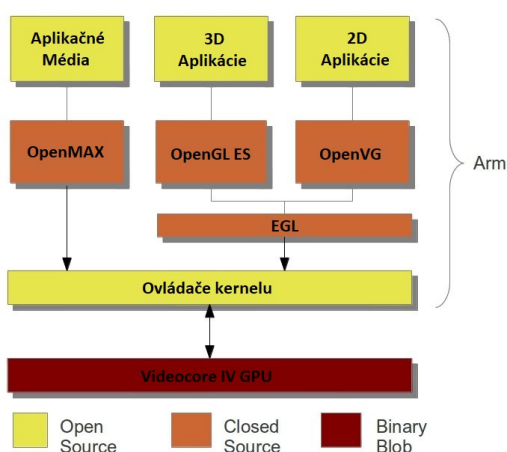 Aplikačné
Média
3D
Aplikácie
2D
Aplikácie
OpenMAX
OpenGL ES
OpenVG
Arm
EGL
Ovládače kernelu
Videocore IV GPU
Open
Source
Closed
Source
Binary
Blob